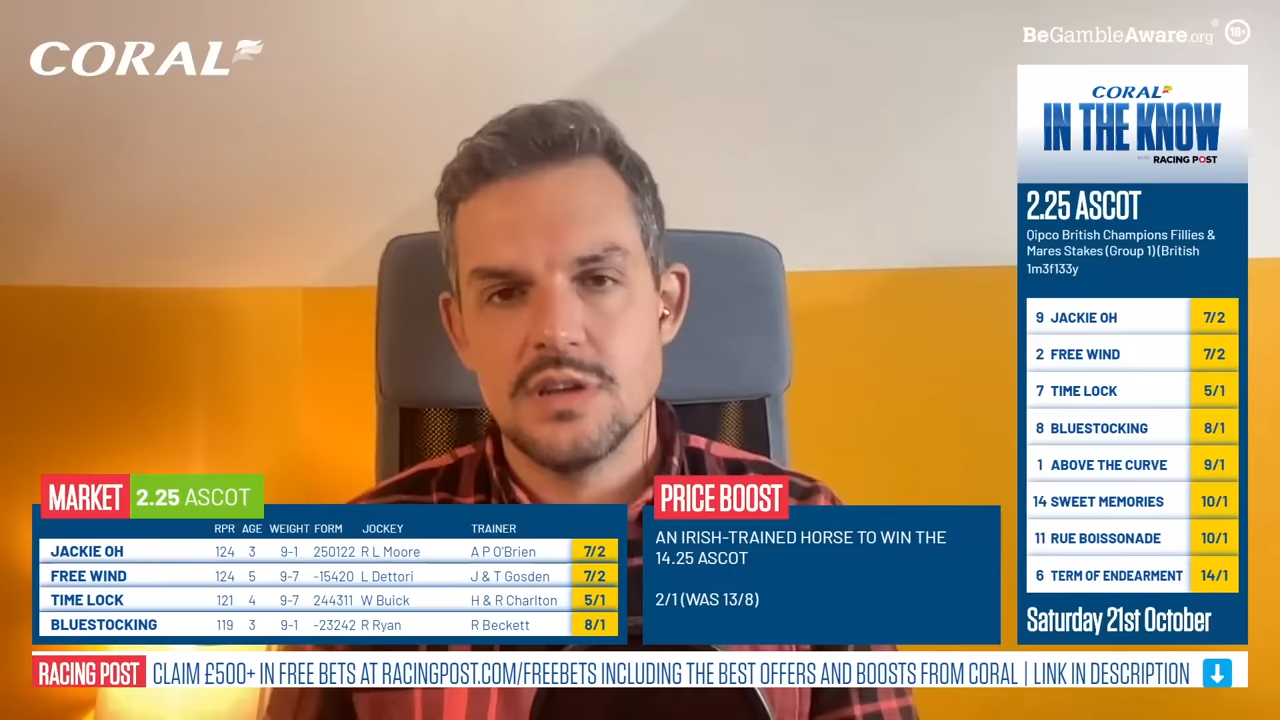 CORAL
BeGambleAware.org® 18+
CORAL
IN THE KNOW
WITH RACING POST
2.25 ASCOT
Qipco British Champions Fillies &
Mares Stakes (Group 1) (British
1m3f133y
9 JACKIE OH 7/2
2 FREE WIND 7/2
7 TIME LOCK 5/1
8 BLUESTOCKING 8/1
1 ABOVE THE CURVE 9/1
14 SWEET MEMORIES 10/1
11 RUE BOISSONADE 10/1
6 TERM OF ENDEARMENT 14/1
Saturday 21st October
MARKET 2.25 ASCOT
RPR AGE WEIGHT FORM JOCKEY TRAINER
JACKIE OH 124 3 9-1 250122 R L Moore A P O'Brien 7/2
FREE WIND 124 5 9-7 -15420 L Dettori J & T Gosden 7/2
TIME LOCK 121 4 9-7 244311 W Buick H & R Charlton 5/1
BLUESTOCKING 119 3 9-1 -23242 R Ryan R Beckett 8/1
PRICE BOOST
AN IRISH-TRAINED HORSE TO WIN THE
14.25 ASCOT
2/1 (WAS 13/8)
RACING POST CLAIM £500+ IN FREE BETS AT RACINGPOST.COM/FREEBETS INCLUDING THE BEST OFFERS AND BOOSTS FROM CORAL | LINK IN DESCRIPTION